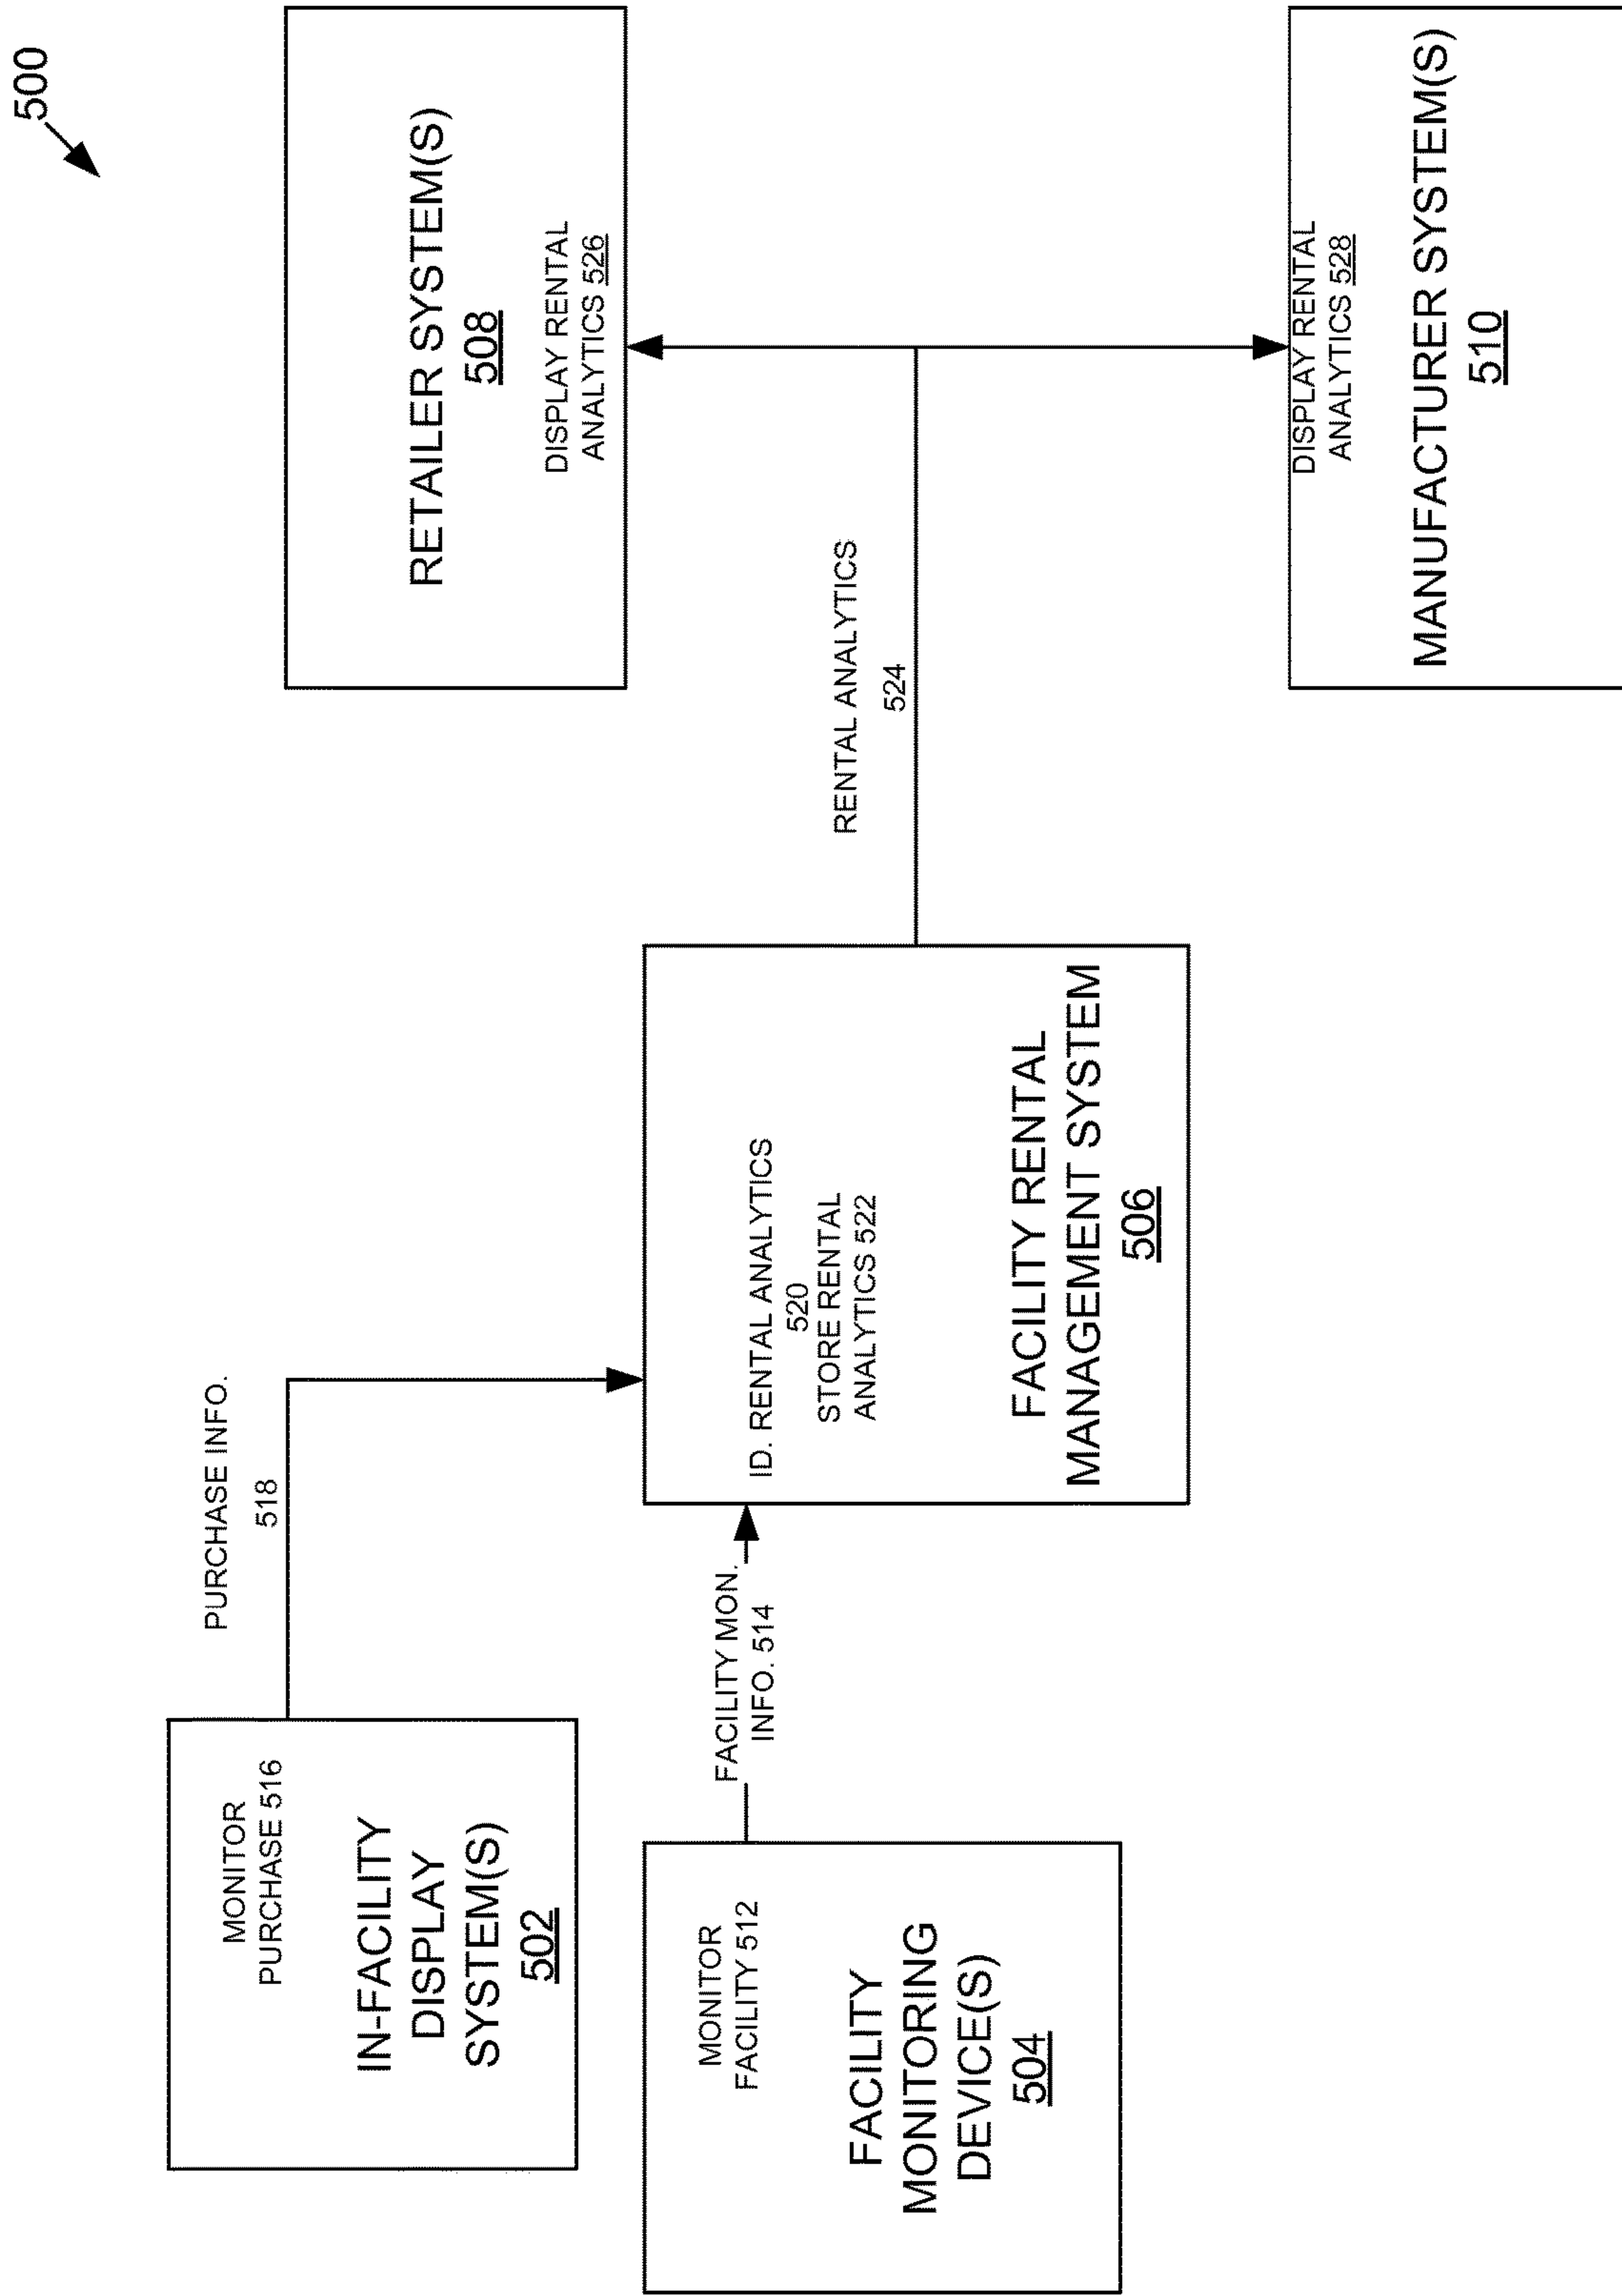 500
MONITOR
PURCHASE 516
IN-FACILITY
DISPLAY
SYSTEM(S)
502
PURCHASE INFO.
518
MONITOR
FACILITY 512
FACILITY
MONITORING
DEVICE(S)
504
FACILITY MON.
INFO. 514
ID. RENTAL ANALYTICS
520
STORE RENTAL
ANALYTICS 522
FACILITY RENTAL
MANAGEMENT SYSTEM
506
RENTAL ANALYTICS
524
RETAILER SYSTEM(S)
508
DISPLAY RENTAL
ANALYTICS 526
DISPLAY RENTAL
ANALYTICS 528
MANUFACTURER SYSTEM(S)
510